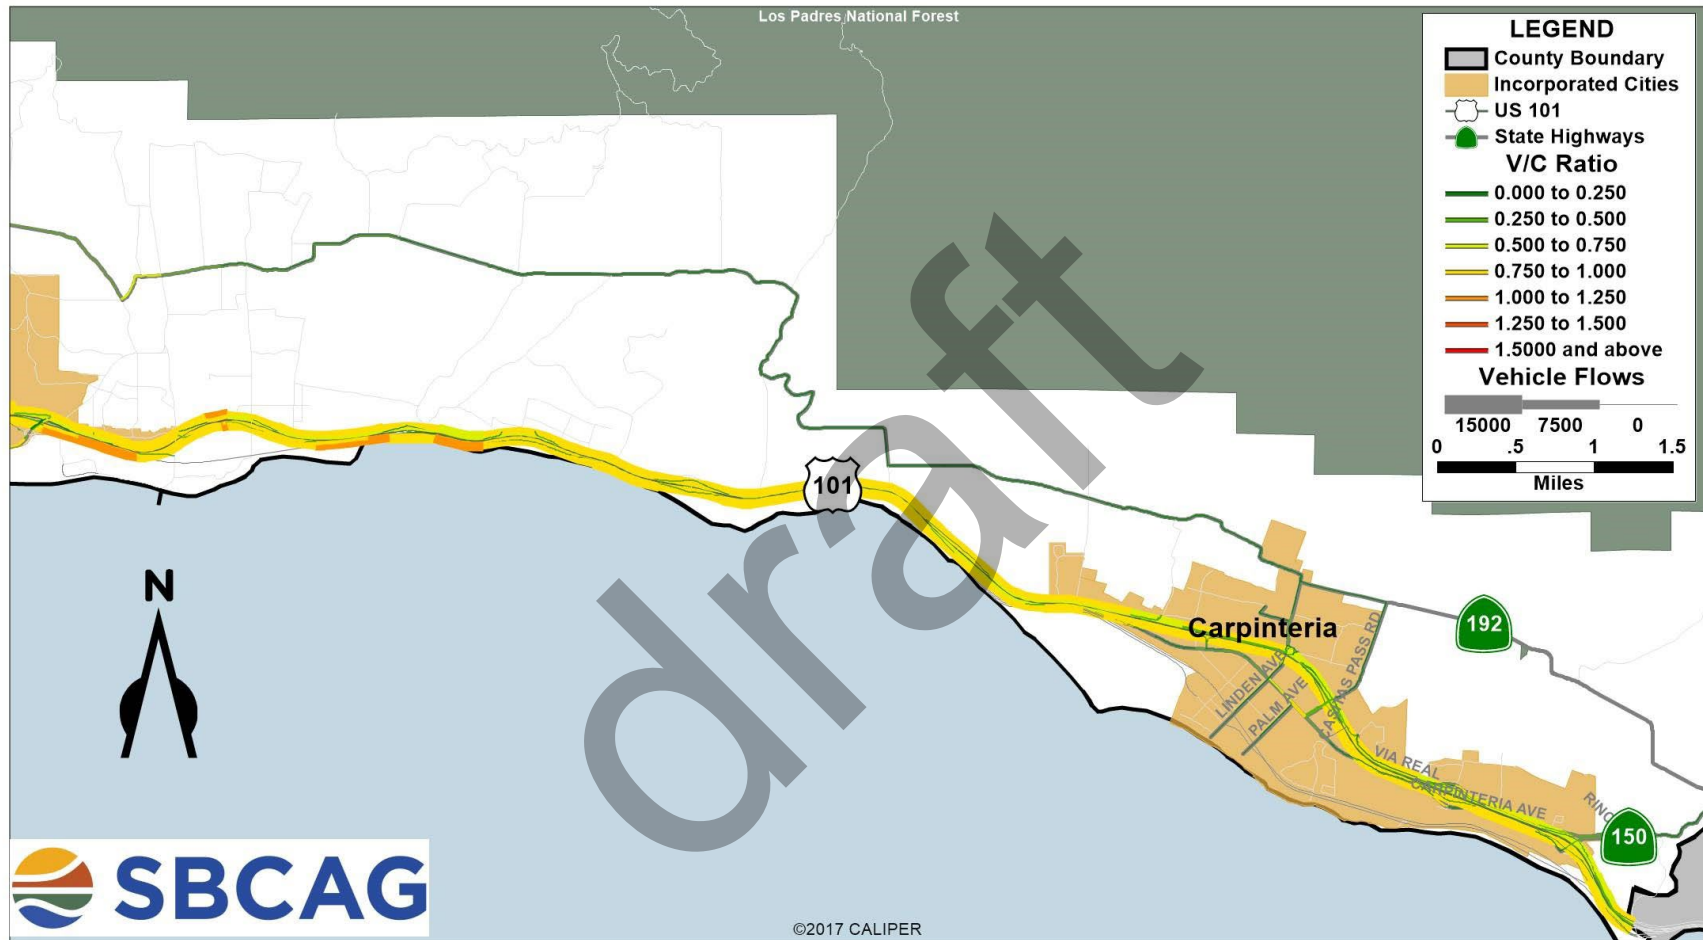 Los Padres National Forest
LEGEND
County Boundary
Incorporated Cities
US 101
State Highways
V/C Ratio
0.000 to 0.250
0.250 to 0.500
0.500 to 0.750
0.750 to 1.000
1.000 to 1.250
1.250 to 1.500
1.5000 and above
Vehicle Flows
15000 7500 0
0 .5 1 1.5
Miles
draft
101
N
Carpinteria
192
LINDEN AVE
PALM AVE
CASITAS PASS RD
VIA REAL
CARPINTERIA AVE
150
SBCAG
©2017 CALIPER